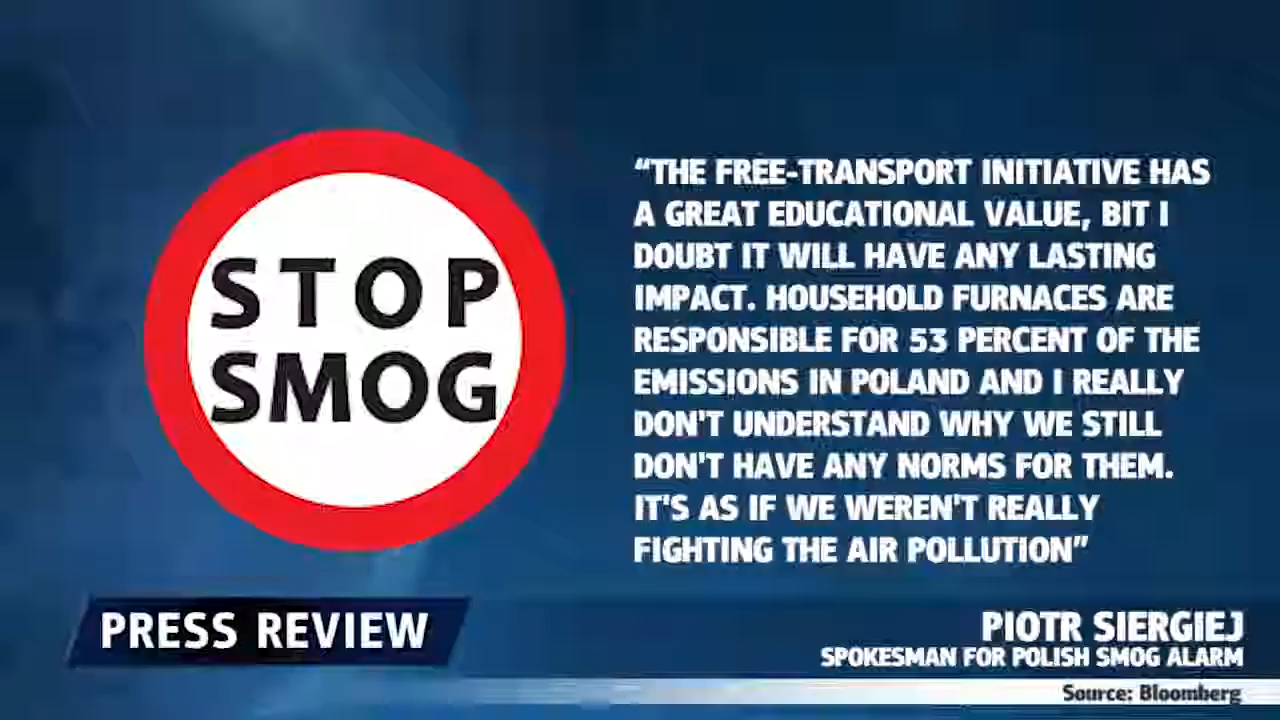 STOP
SMOG
“THE FREE-TRANSPORT INITIATIVE HAS
A GREAT EDUCATIONAL VALUE, BIT I
DOUBT IT WILL HAVE ANY LASTING
IMPACT. HOUSEHOLD FURNACES ARE
RESPONSIBLE FOR 53 PERCENT OF THE
EMISSIONS IN POLAND AND I REALLY
DON'T UNDERSTAND WHY WE STILL
DON'T HAVE ANY NORMS FOR THEM.
IT'S AS IF WE WEREN'T REALLY
FIGHTING THE AIR POLLUTION”
PRESS REVIEW
PIOTR SIERGIEJ
SPOKESMAN FOR POLISH SMOG ALARM
Source: Bloomberg